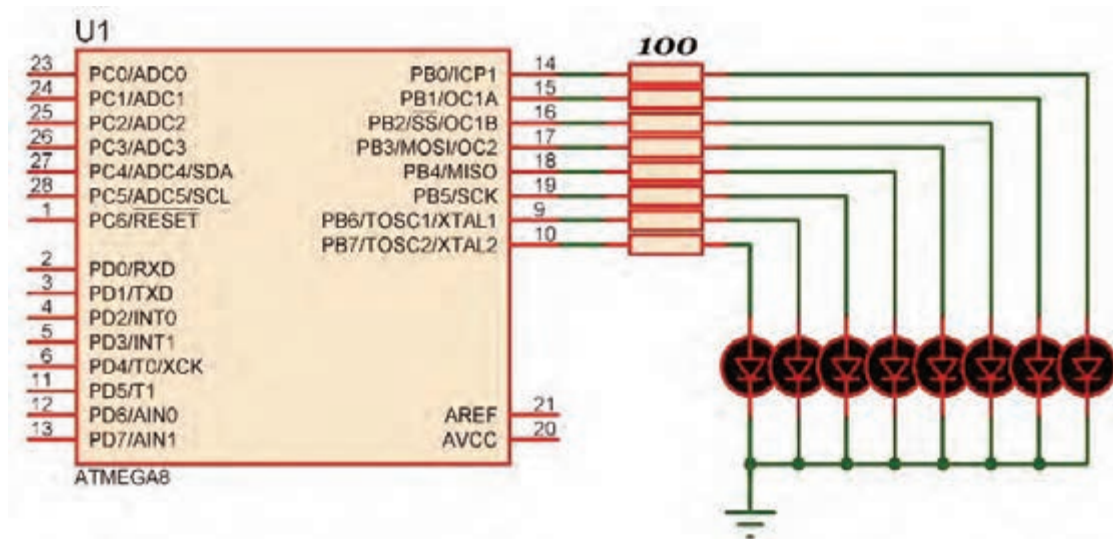 U1
100
23 PC0/ADC0 PB0/ICP1 14
24 PC1/ADC1 PB1/OC1A 15
25 PC2/ADC2 PB2/SS/OC1B 16
26 PC3/ADC3 PB3/MOSI/OC2 17
27 PC4/ADC4/SDA PB4/MISO 18
28 PC5/ADC5/SCL PB5/SCK 19
1 PC6/RESET PB6/TOSC1/XTAL1 9
PB7/TOSC2/XTAL2 10
2 PD0/RXD
3 PD1/TXD
4 PD2/INT0
5 PD3/INT1
6 PD4/T0/XCK
11 PD5/T1
12 PD6/AIN0 AREF 21
13 PD7/AIN1 AVCC 20
ATMEGA8